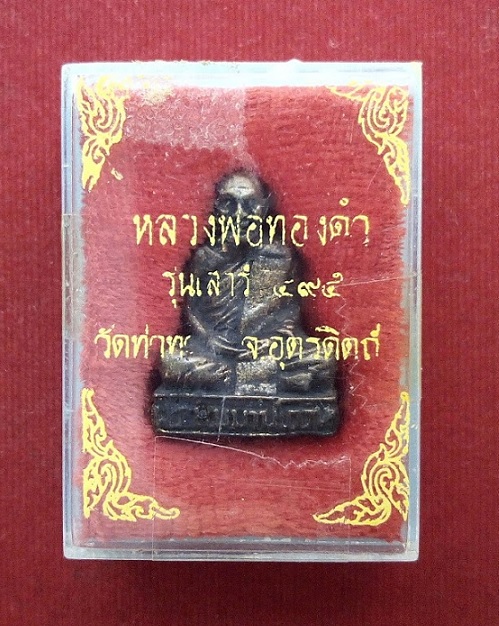 หลวงพ่อทองดำ
รุ่นเสาร์ ๕๙๕
วัดท่าท จ.อุตรดิตถ์